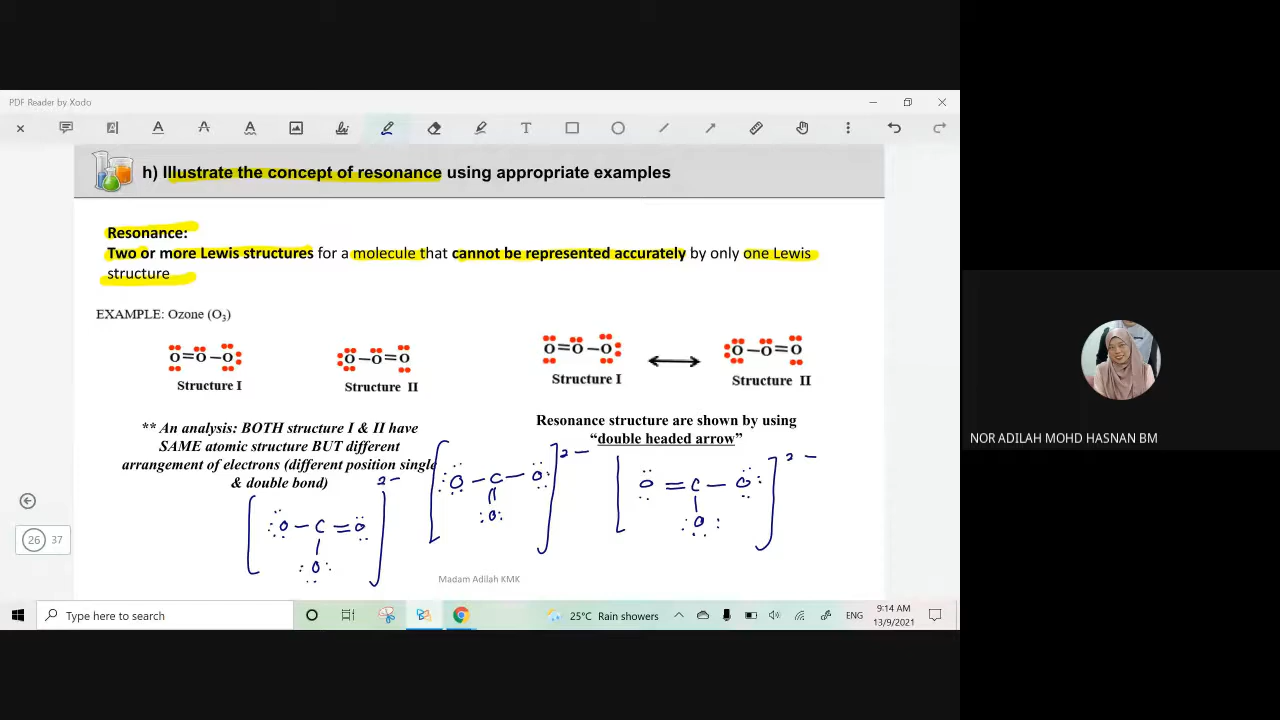 PDF Reader by Xodo
h) Illustrate the concept of resonance using appropriate examples
Resonance:
Two or more Lewis structures for a molecule that cannot be represented accurately by only one Lewis
structure
EXAMPLE: Ozone (O3)
O=O–O
Structure I
O–O=O
Structure II
O=O–O
Structure I
O–O=O
Structure II
** An analysis: BOTH structure I & II have
SAME atomic structure BUT different
arrangement of electrons (different position single
& double bond)
Resonance structure are shown by using
“double headed arrow”
[O–C=O
O] 2–
[O–C–O
O] 2–
[O=C–O
O] 2–
Madam Adilah KMK
26 37
NOR ADILAH MOHD HASNAN BM
Type here to search
25°C Rain showers
ENG
9:14 AM
13/9/2021